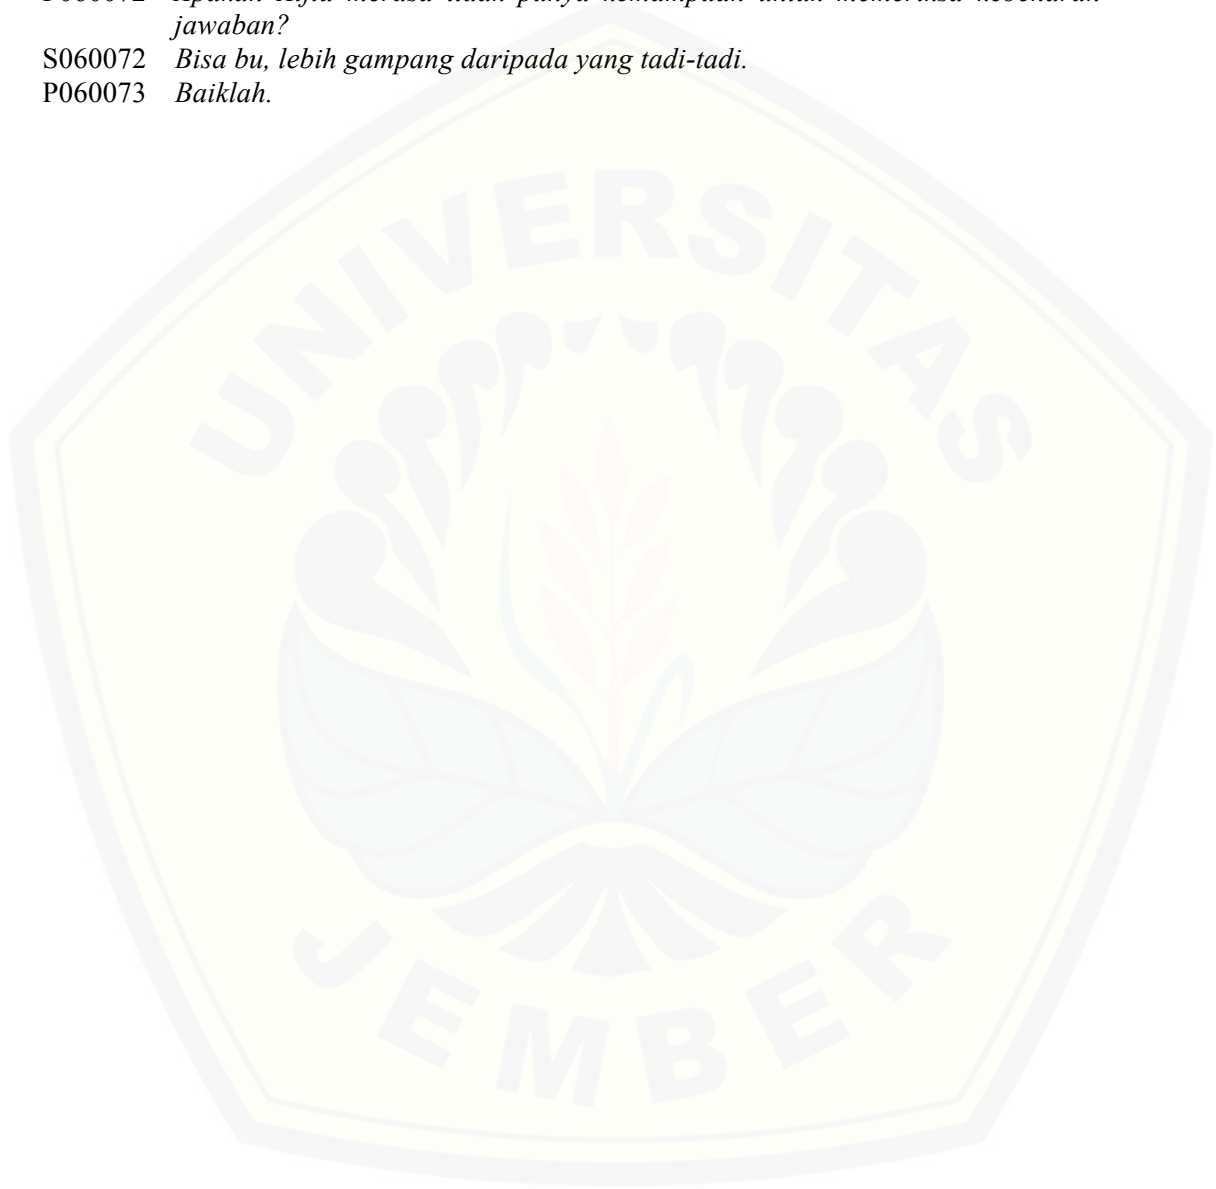 jawaban?
S060072 Bisa bu, lebih gampang daripada yang tadi-tadi.
P060073 Baiklah.
UNIVERSITAS
JEMBER